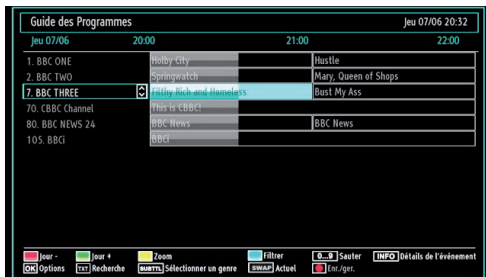 Guide des Programmes Jeu 07/06 20:32
Jeu 07/06 20:00 21:00 22:00
1. BBC ONE Holby City Hustle
2. BBC TWO Springwatch Mary, Queen of Shops
7. BBC THREE Filthy Rich and Homeless Bust My Ass
70. CBBC Channel This is CBBC!
80. BBC NEWS 24 BBC News BBC News
105. BBCi BBCi
Jour - Jour + Zoom Filtrer 0...9 Sauter INFO Détails de l'événement
OK Options TXT Recherche SUBTTL Sélectionner un genre SWAP Actuel Enr./ger.